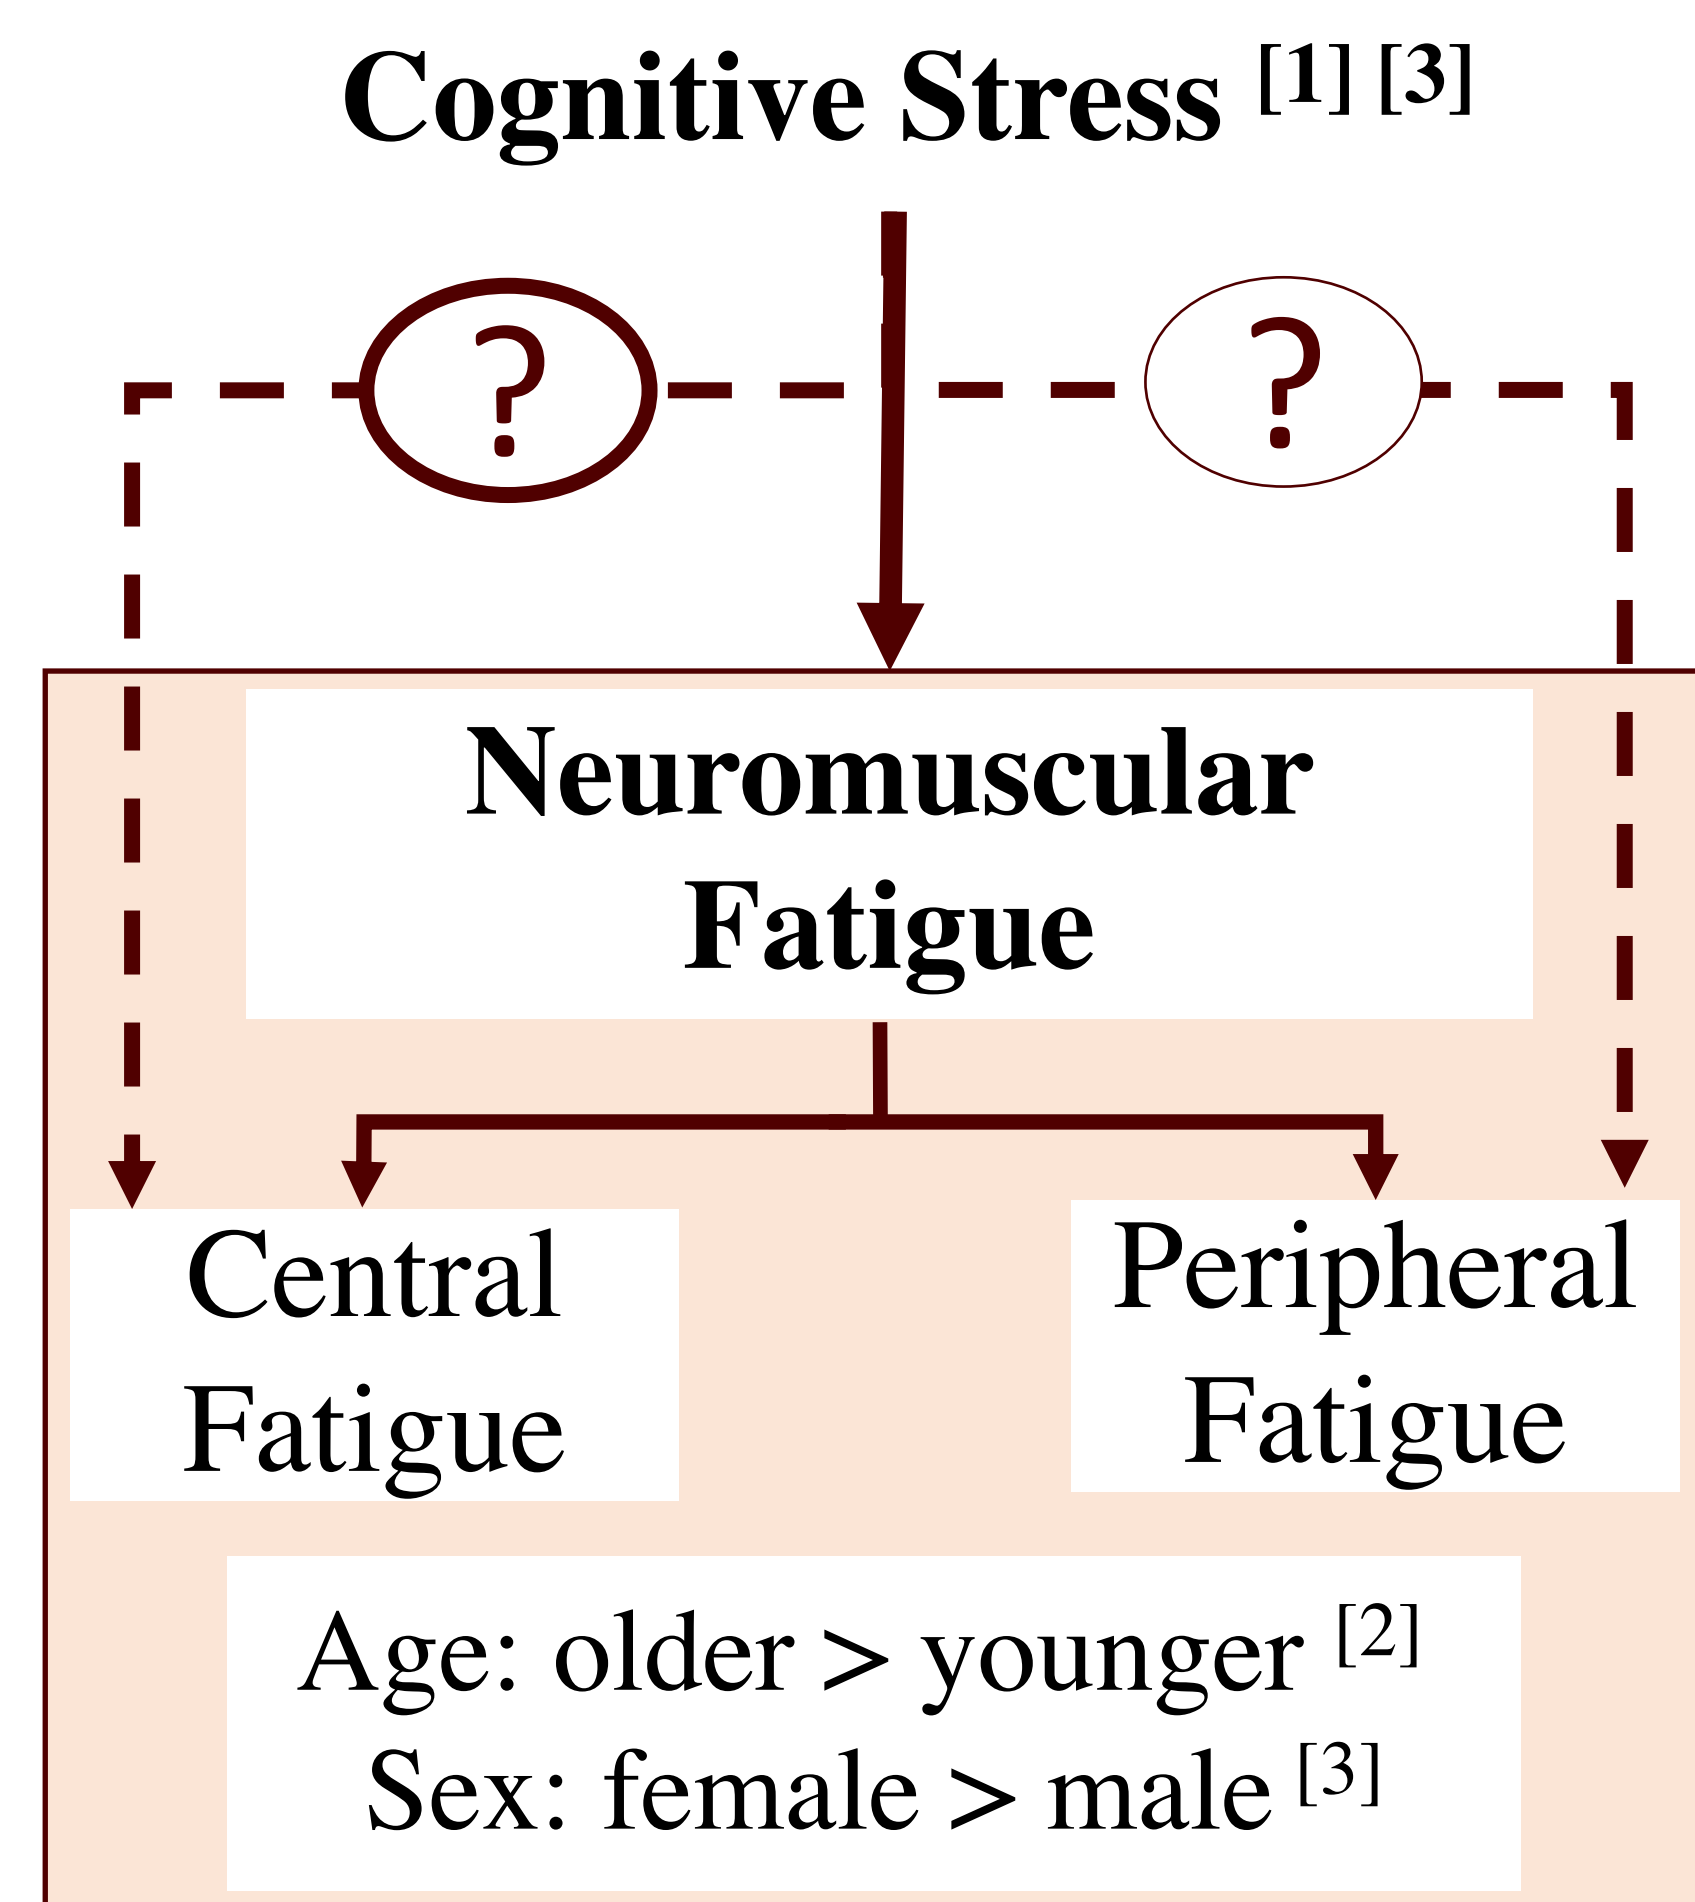 Cognitive Stress [1] [3]
? ?
Neuromuscular
Fatigue
Central
Fatigue
Peripheral
Fatigue
Age: older > younger [2]
Sex: female > male [3]